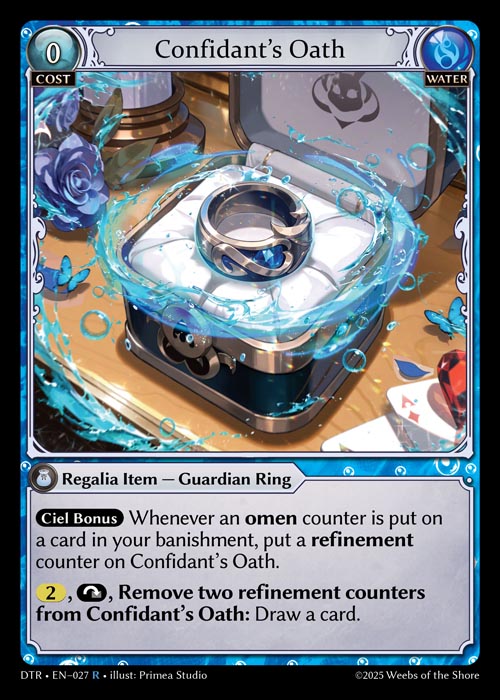 0
Confidant's Oath
COST
WATER
Regalia Item — Guardian Ring
Ciel Bonus Whenever an omen counter is put on
a card in your banishment, put a refinement
counter on Confidant's Oath.
2, , Remove two refinement counters
from Confidant's Oath: Draw a card.
DTR • EN–027 R • illust: Primea Studio
©2025 Weebs of the Shore